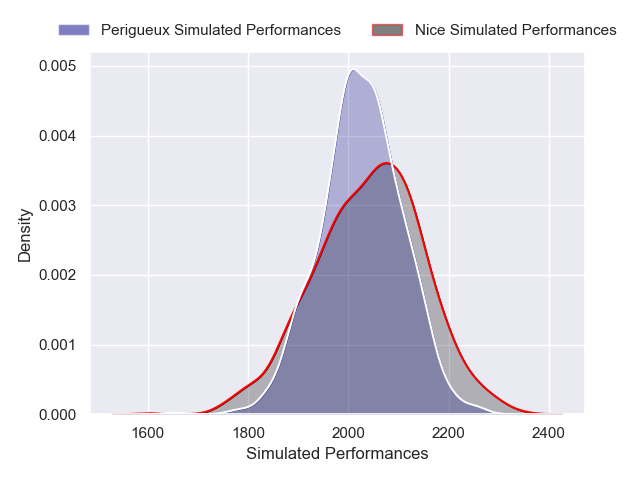 Perigueux Simulated Performances
Nice Simulated Performances
0.005
0.004
0.003
0.002
0.001
0.000
Density
1600
1800
2000
2200
2400
Simulated Performances